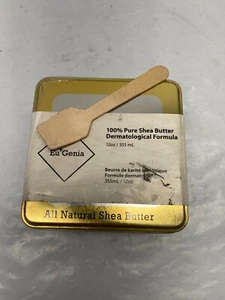 100% Pure Shea Butter
Dermatological Formula
12oz / 355 mL
Eu'Genia
Beurre de karité
Formule dermato
355mL / 12oz
All Natural Shea Butter